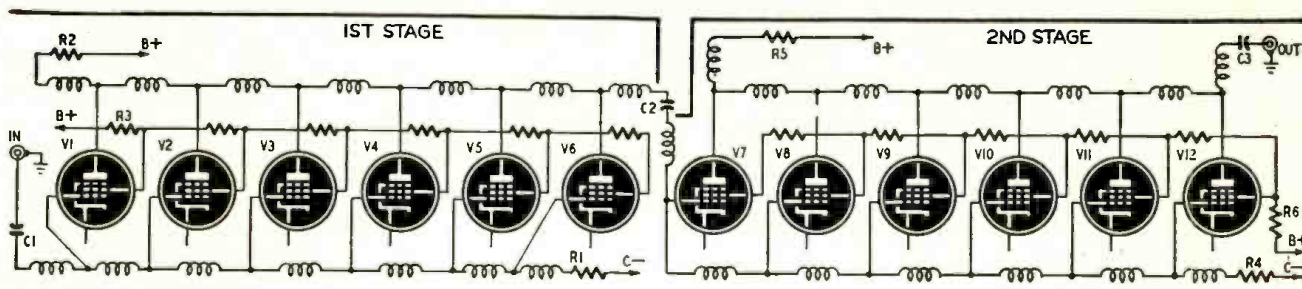 1ST STAGE
2ND STAGE
R2
B+
R5
B+
C3
OUT
C2
B+
R3
IN
V1
V2
V3
V4
V5
V6
V7
V8
V9
V10
V11
V12
R6
C1
B+
R1
C—
R4
C—